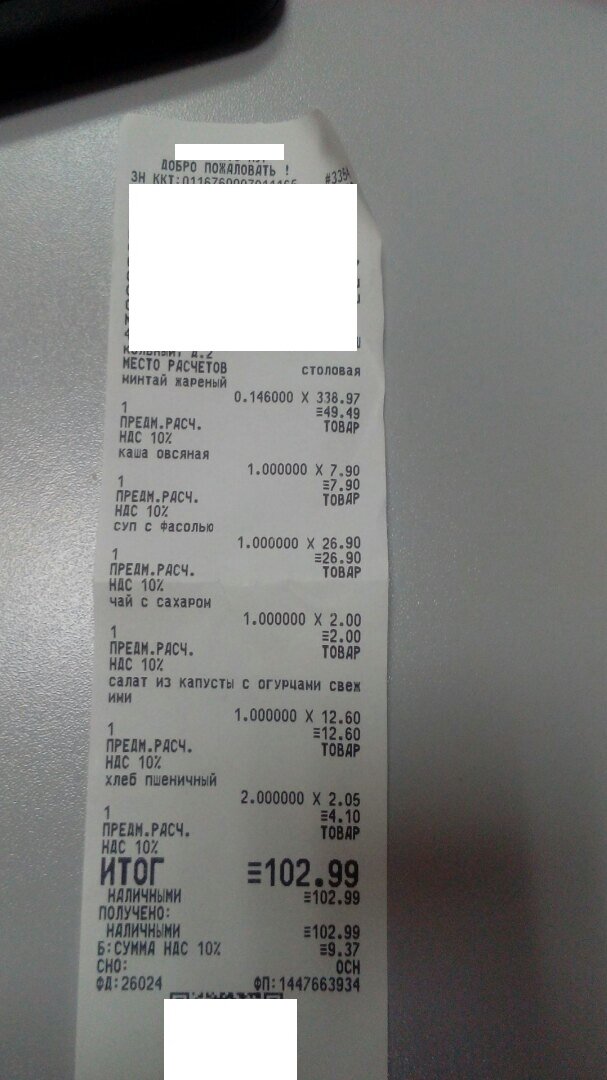 ДОБРО ПОЖАЛОВАТЬ !
ЗН ККТ:
МЕСТО РАСЧЕТОВ столовая
минтай жареный
0.146000 X 338.97
1 ≡49.49
ПРЕДМ.РАСЧ. ТОВАР
НДС 10%
каша овсяная
1.000000 X 7.90
1 ≡7.90
ПРЕДМ.РАСЧ. ТОВАР
НДС 10%
суп с фасолью
1.000000 X 26.90
1 ≡26.90
ПРЕДМ.РАСЧ. ТОВАР
НДС 10%
чай с сахаром
1.000000 X 2.00
1 ≡2.00
ПРЕДМ.РАСЧ. ТОВАР
НДС 10%
салат из капусты с огурцами свеж
ими
1.000000 X 12.60
1 ≡12.60
ПРЕДМ.РАСЧ. ТОВАР
НДС 10%
хлеб пшеничный
2.000000 X 2.05
1 ≡4.10
ПРЕДМ.РАСЧ. ТОВАР
НДС 10%
ИТОГ ≡102.99
НАЛИЧНЫМИ ≡102.99
ПОЛУЧЕНО:
НАЛИЧНЫМИ ≡102.99
Б:СУММА НДС 10% ≡9.37
СНО: ОСН
ФД:26024 ФП:1447663934